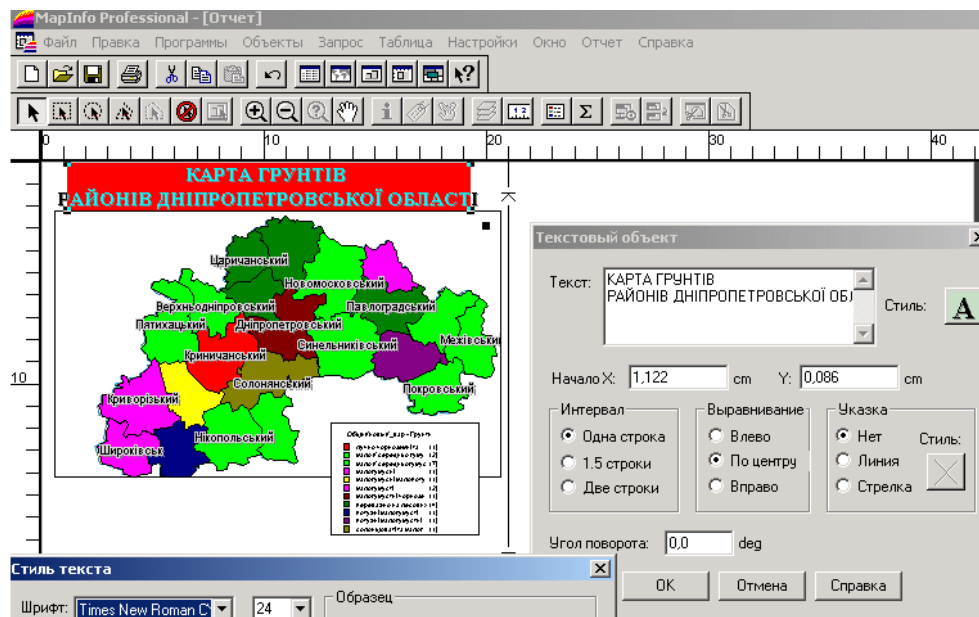 MapInfo Professional - [Отчет]
Файл Правка Программы Объекты Запрос Таблица Настройки Окно Отчет Справка
0 10 20 30 40
КАРТА ГРУНТІВ
РАЙОНІВ ДНІПРОПЕТРОВСЬКОЇ ОБЛАСТІ
Царичанський
Новомосковський
Верхньодніпровський
Павлоградський
Пятихацький
Дніпропетровський
Синельниківський
Межівськи
Криничанський
Солонянський
Покровський
Криворізький
Нікопольський
Широківськ
10
Текстовый объект
Текст:
КАРТА ГРУНТІВ
РАЙОНІВ ДНІПРОПЕТРОВСЬКОЇ ОБЛ
Стиль:
A
Начало X: 1,122 cm Y: 0,086 cm
Интервал Выравнивание Указка
Одна строка Влево Нет Стиль:
1.5 строки По центру Линия
Две строки Вправо Стрелка
Угол поворота: 0,0 deg
OK Отмена Справка
Стиль текста
Шрифт: Times New Roman C 24 Образец